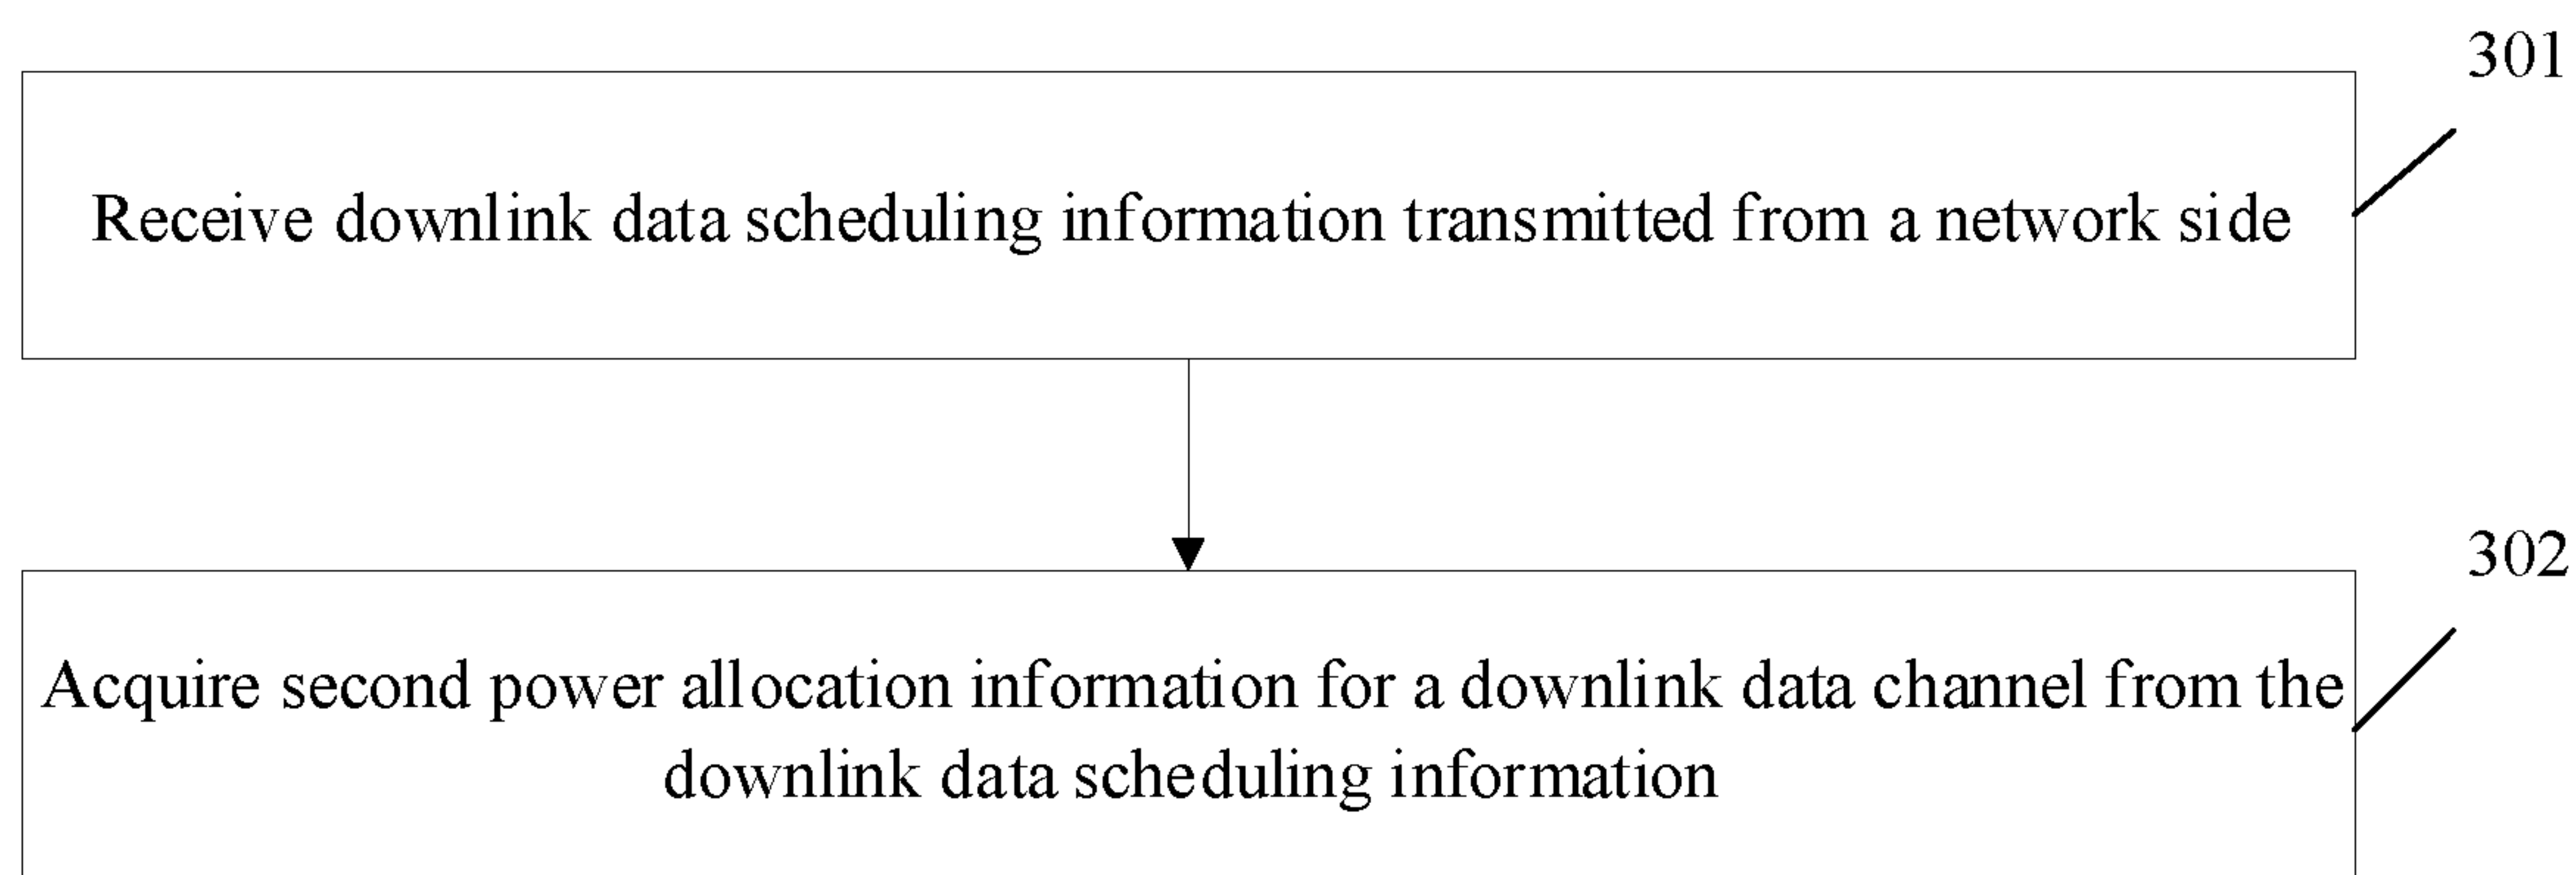 301
Receive downlink data scheduling information transmitted from a network side
302
Acquire second power allocation information for a downlink data channel from the
downlink data scheduling information